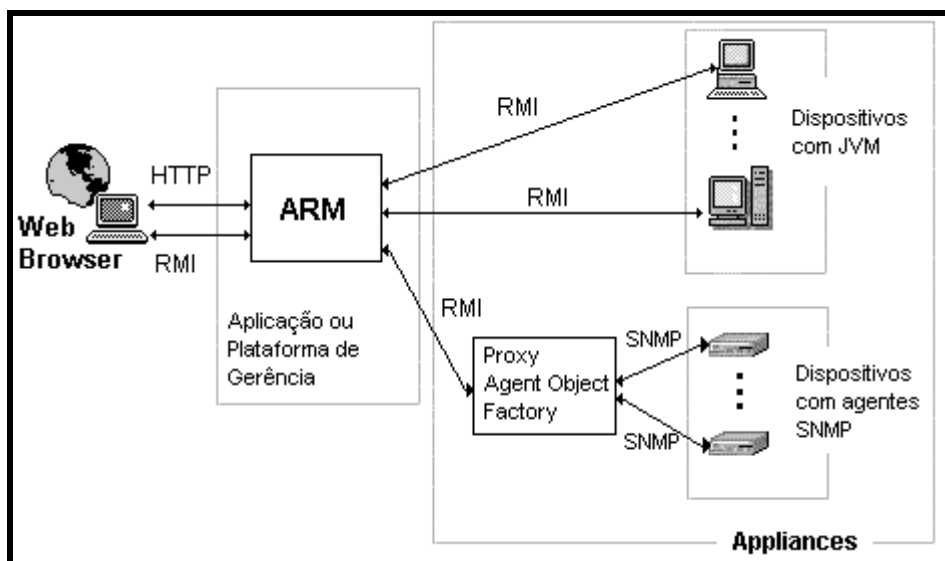 Web
Browser
HTTP
RMI
ARM
Aplicação ou
Plataforma de
Gerência
RMI
RMI
RMI
Proxy
Agent Object
Factory
SNMP
SNMP
Dispositivos
com JVM
Dispositivos
com agentes
SNMP
Appliances